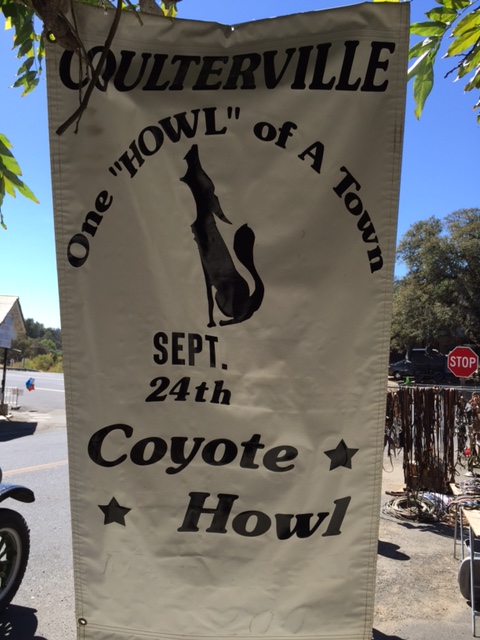 COULTERVILLE
One "HOWL" of A Town
SEPT.
24th
Coyote
Howl
STOP